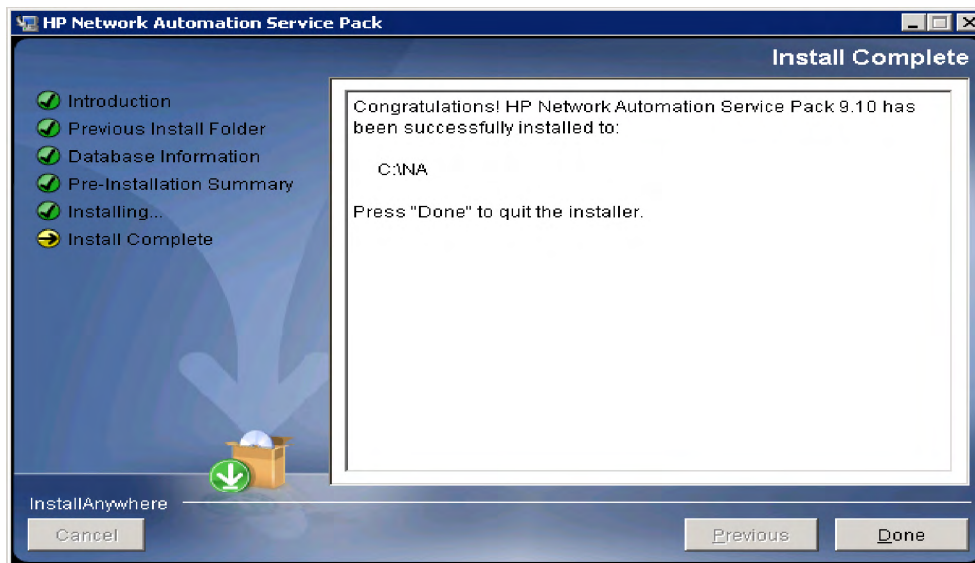 HP Network Automation Service Pack
Install Complete
Introduction
Previous Install Folder
Database Information
Pre-Installation Summary
Installing...
Install Complete
Congratulations! HP Network Automation Service Pack 9.10 has
been successfully installed to:
C:\NA
Press "Done" to quit the installer.
InstallAnywhere
Cancel
Previous
Done